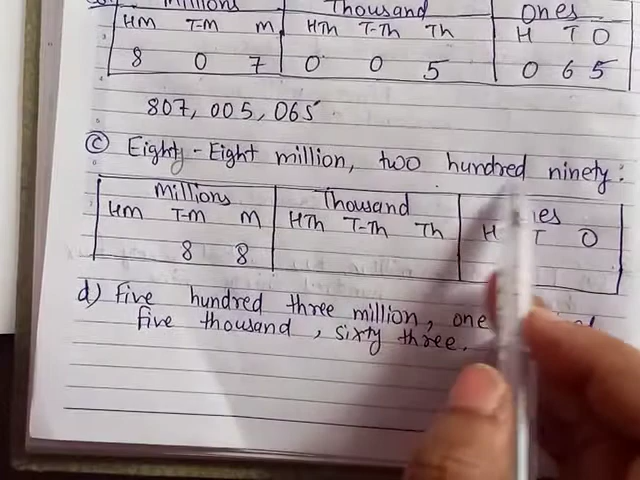 Millions Thousand Ones
HM T-M M HTh T-Th Th H T O
8 0 7 0 0 5 0 6 5
807, 005, 065
Ⓒ Eighty-Eight million, two hundred ninety:
Millions Thousand
HM T-M M HTh T-Th Th H T O
8 8
d) Five hundred three million, one
five thousand, sixty three.